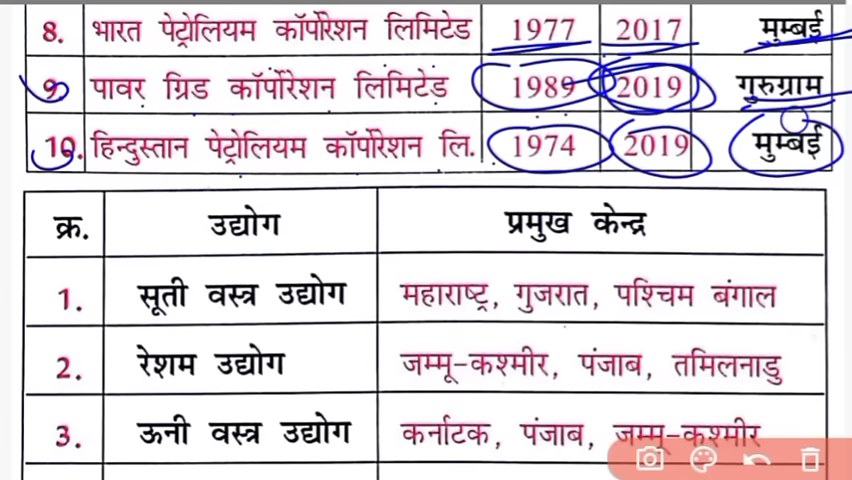 8. भारत पेट्रोलियम कॉर्पोरेशन लिमिटेड 1977 2017 मुम्बई
9. पावर ग्रिड कॉर्पोरेशन लिमिटेड 1989 2019 गुरुग्राम
10. हिन्दुस्तान पेट्रोलियम कॉर्पोरेशन लि. 1974 2019 मुम्बई
क्र. उद्योग प्रमुख केन्द्र
1. सूती वस्त्र उद्योग महाराष्ट्र, गुजरात, पश्चिम बंगाल
2. रेशम उद्योग जम्मू-कश्मीर, पंजाब, तमिलनाडु
3. ऊनी वस्त्र उद्योग कर्नाटक, पंजाब, जम्मू-कश्मीर